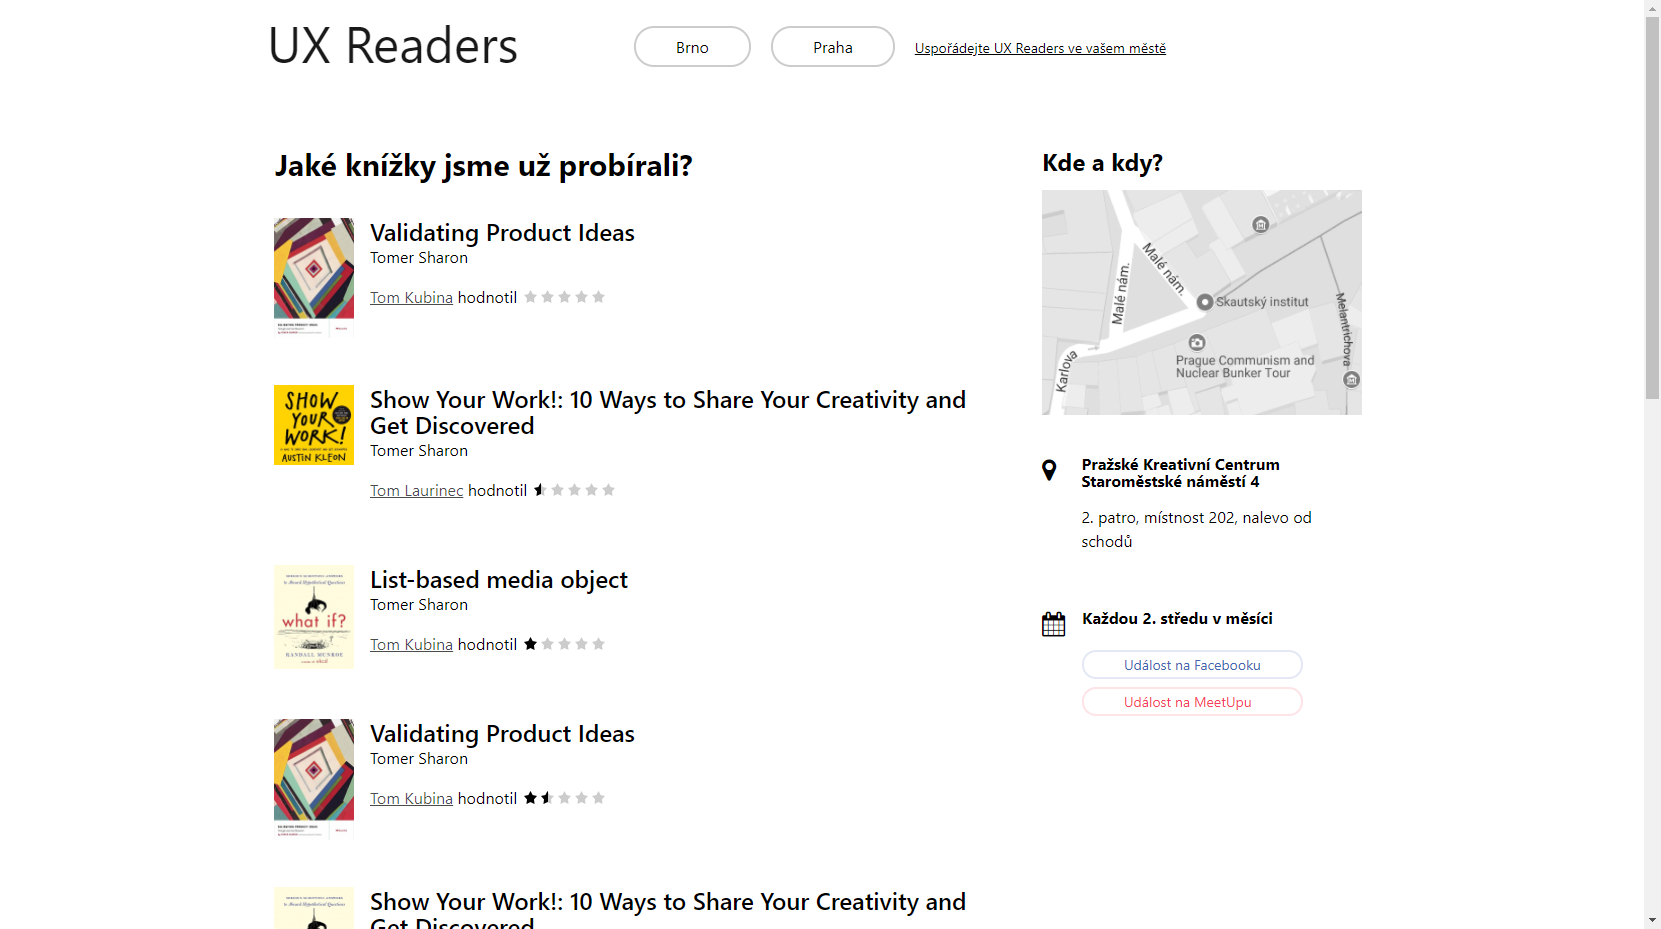 UX Readers
Brno
Praha
Uspořádejte UX Readers ve vašem městě
Jaké knížky jsme už probírali?
Validating Product Ideas
Tomer Sharon
Tom Kubina hodnotil
SHOW
YOUR
WORK!
AUSTIN KLEON
Show Your Work!: 10 Ways to Share Your Creativity and
Get Discovered
Tomer Sharon
Tom Laurinec hodnotil
what if?
RANDALL MUNROE
List-based media object
Tomer Sharon
Tom Kubina hodnotil
Validating Product Ideas
Tomer Sharon
Tom Kubina hodnotil
Show Your Work!: 10 Ways to Share Your Creativity and
Get Discovered
Kde a kdy?
Malé nám.
Malé nám.
Skautský institut
Melantrichova
Karlova
Prague Communism and
Nuclear Bunker Tour
Pražské Kreativní Centrum
Staroměstské náměstí 4
2. patro, místnost 202, nalevo od
schodů
Každou 2. středu v měsíci
Událost na Facebooku
Událost na MeetUpu